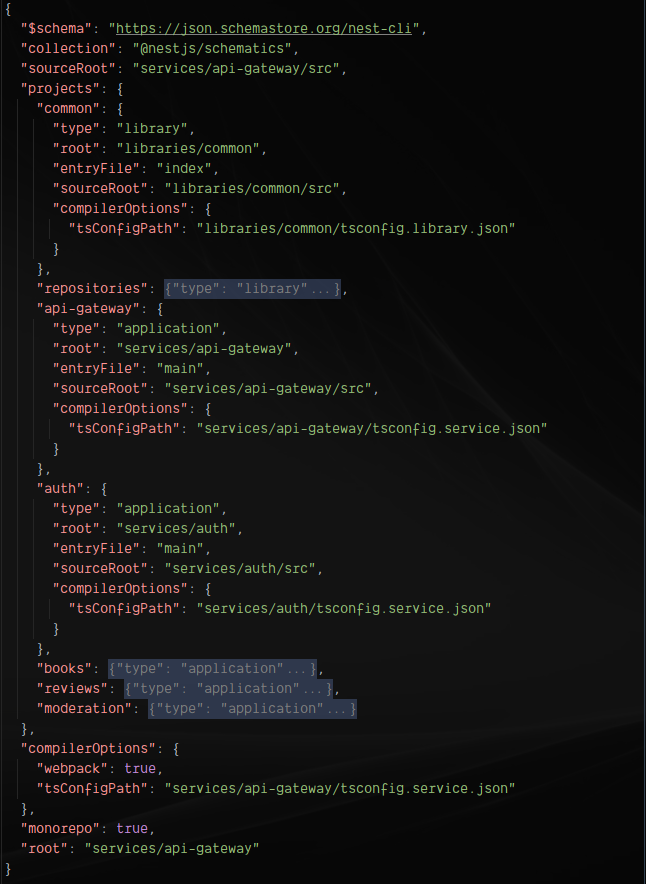 {
  "$schema": "https://json.schemastore.org/nest-cli",
  "collection": "@nestjs/schematics",
  "sourceRoot": "services/api-gateway/src",
  "projects": {
    "common": {
      "type": "library",
      "root": "libraries/common",
      "entryFile": "index",
      "sourceRoot": "libraries/common/src",
      "compilerOptions": {
        "tsConfigPath": "libraries/common/tsconfig.library.json"
      }
    },
    "repositories": {"type": "library"...},
    "api-gateway": {
      "type": "application",
      "root": "services/api-gateway",
      "entryFile": "main",
      "sourceRoot": "services/api-gateway/src",
      "compilerOptions": {
        "tsConfigPath": "services/api-gateway/tsconfig.service.json"
      }
    },
    "auth": {
      "type": "application",
      "root": "services/auth",
      "entryFile": "main",
      "sourceRoot": "services/auth/src",
      "compilerOptions": {
        "tsConfigPath": "services/auth/tsconfig.service.json"
      }
    },
    "books": {"type": "application"...},
    "reviews": {"type": "application"...},
    "moderation": {"type": "application"...}
  },
  "compilerOptions": {
    "webpack": true,
    "tsConfigPath": "services/api-gateway/tsconfig.service.json"
  },
  "monorepo": true,
  "root": "services/api-gateway"
}